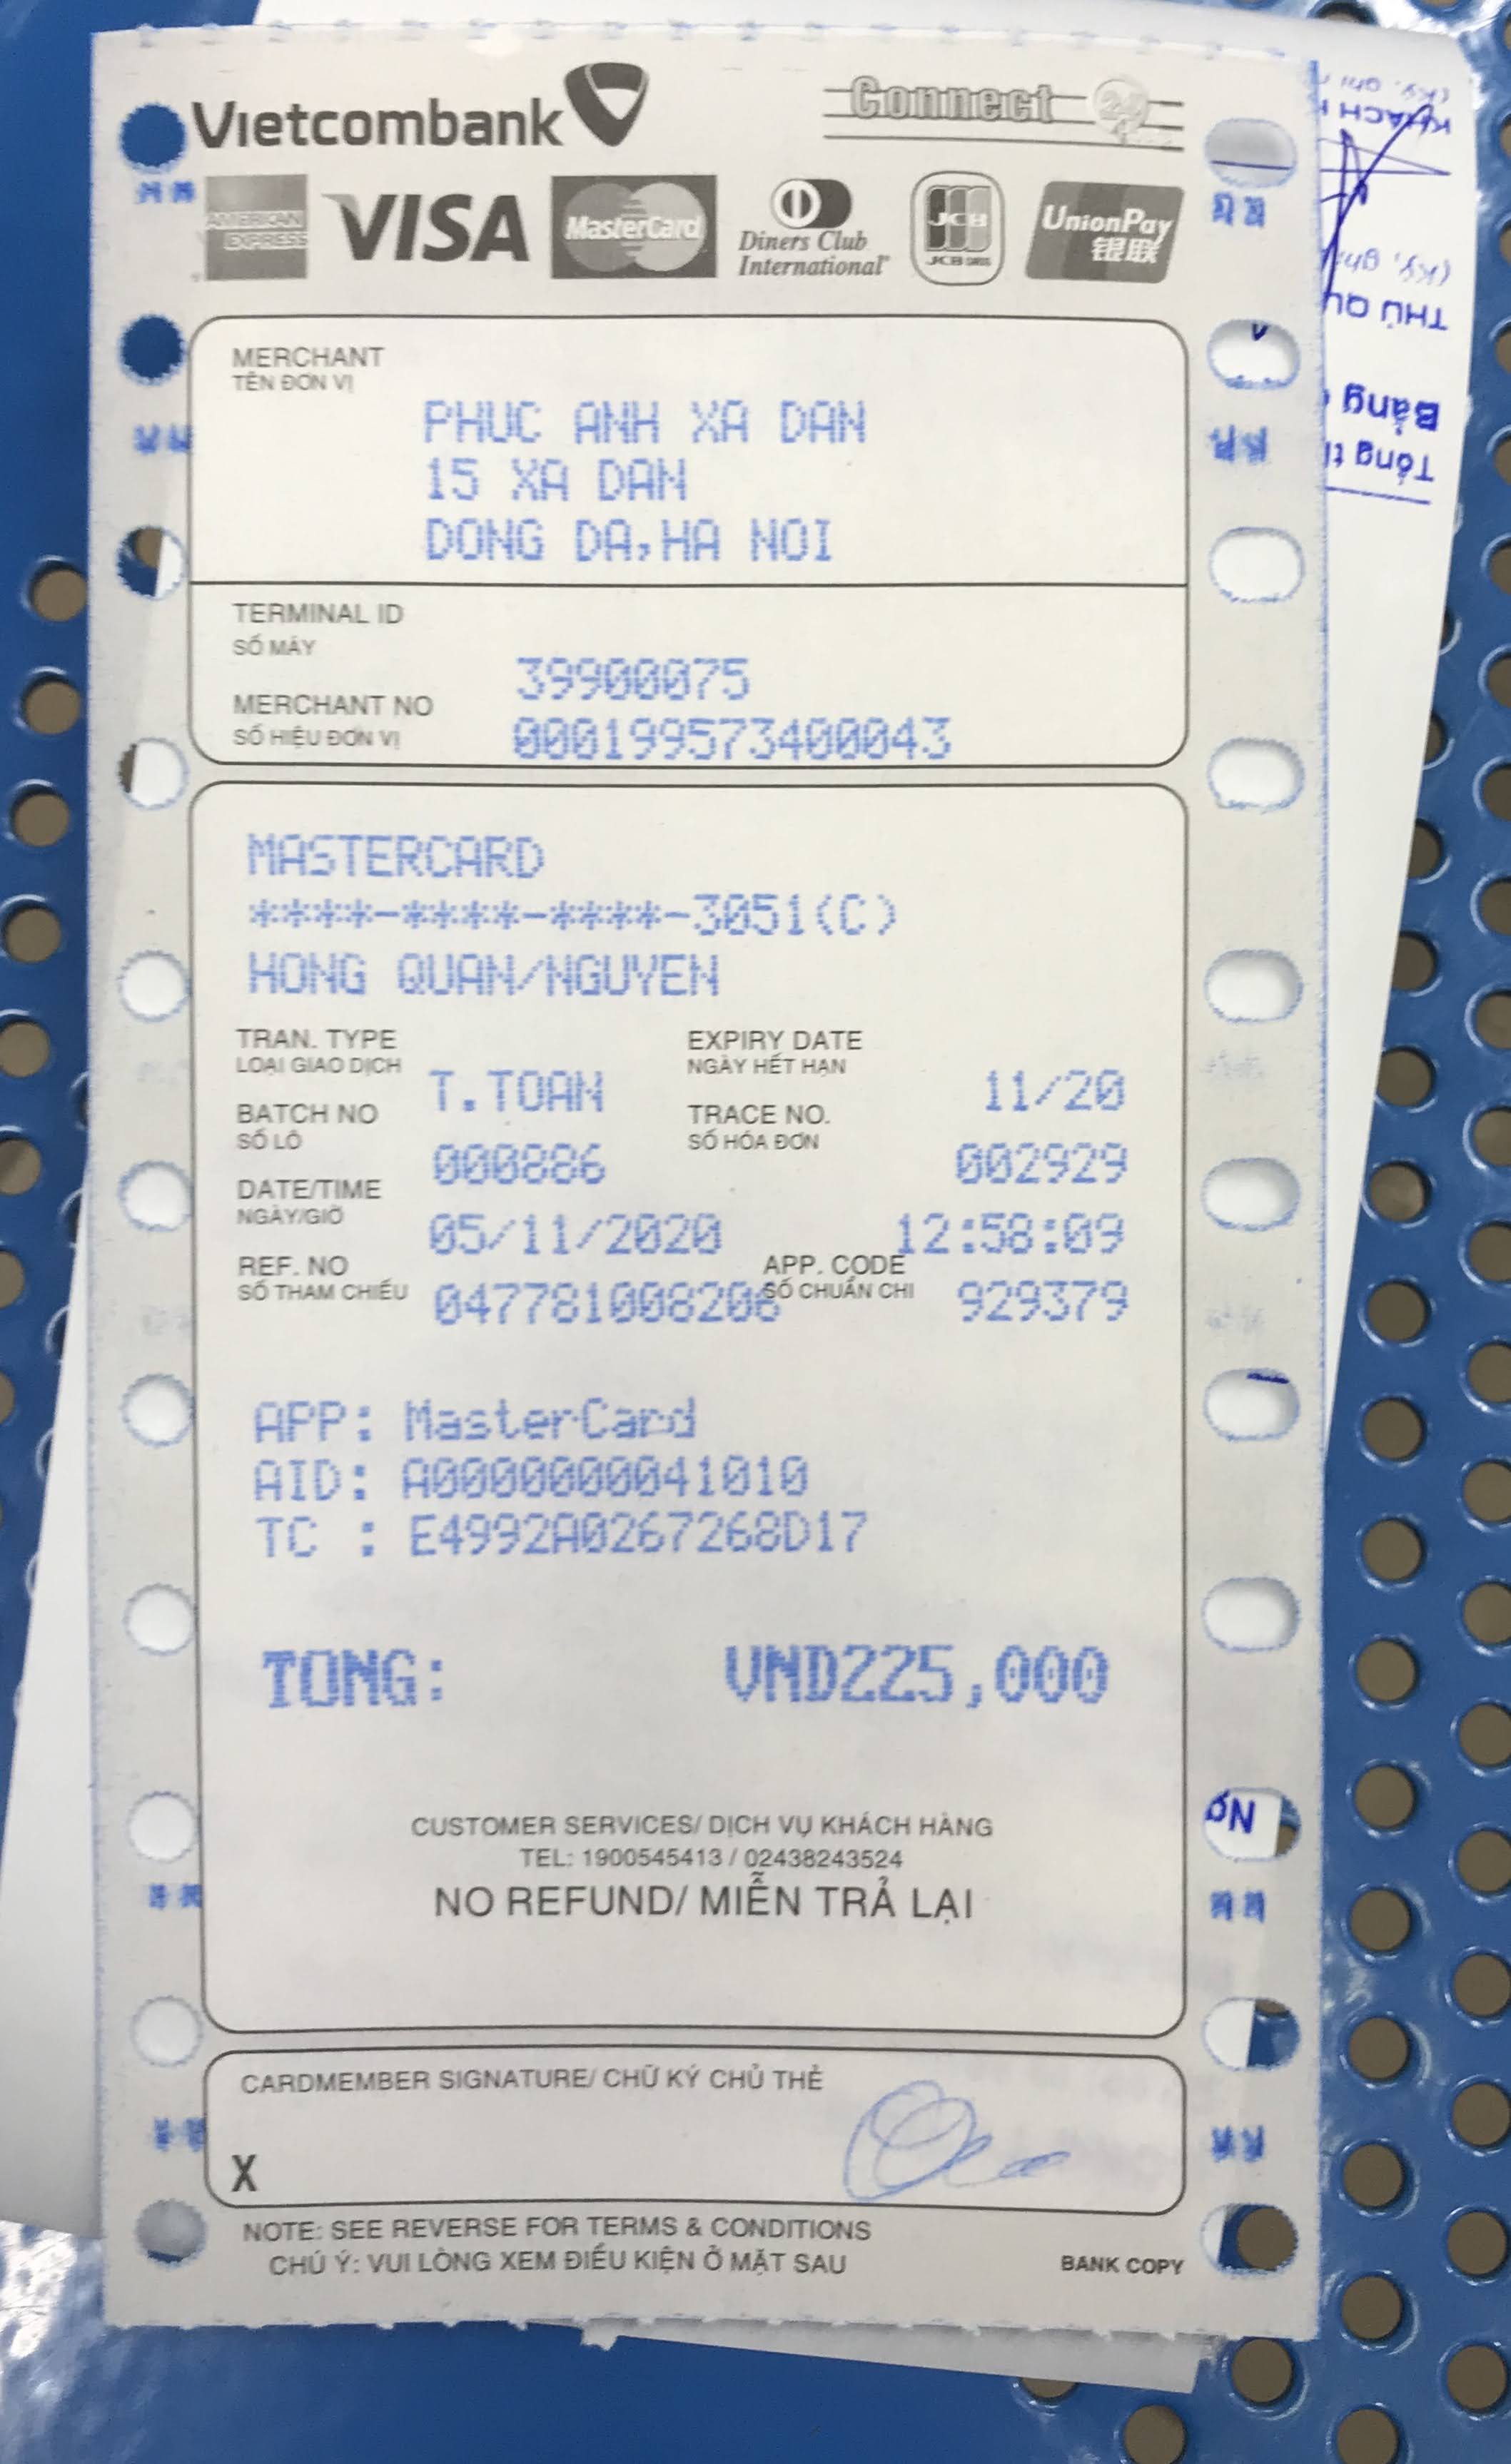 Vietcombank Connect 24
AMERICAN EXPRESS VISA MasterCard Diners Club International JCB JCB UnionPay 银联
MERCHANT
TÊN ĐƠN VỊ
PHUC ANH XA DAN
15 XA DAN
DONG DA,HA NOI
TERMINAL ID
SỐ MÁY
39900075
MERCHANT NO
SỐ HIỆU ĐƠN VỊ
000199573400043
MASTERCARD
****-****-****-3051(C)
HONG QUAN/NGUYEN
TRAN. TYPE EXPIRY DATE
LOẠI GIAO DỊCH NGÀY HẾT HẠN
T.TOAN 11/20
BATCH NO TRACE NO.
SỐ LÔ SỐ HÓA ĐƠN
000886 002929
DATE/TIME
NGÀY/GIỜ
05/11/2020 12:58:09
REF. NO APP. CODE
SỐ THAM CHIẾU SỐ CHUẨN CHI
047781008206 929379
APP: MasterCard
AID: A0000000041010
TC : E4992A0267268D17
TONG: VND225,000
CUSTOMER SERVICES/ DỊCH VỤ KHÁCH HÀNG
TEL: 1900545413 / 02438243524
NO REFUND/ MIỄN TRẢ LẠI
CARDMEMBER SIGNATURE/ CHỮ KÝ CHỦ THẺ
X
NOTE: SEE REVERSE FOR TERMS & CONDITIONS
CHÚ Ý: VUI LÒNG XEM ĐIỀU KIỆN Ở MẶT SAU BANK COPY
Tổng
Bằng
THỦ
(Ký,
KHÁCH
(Ký,